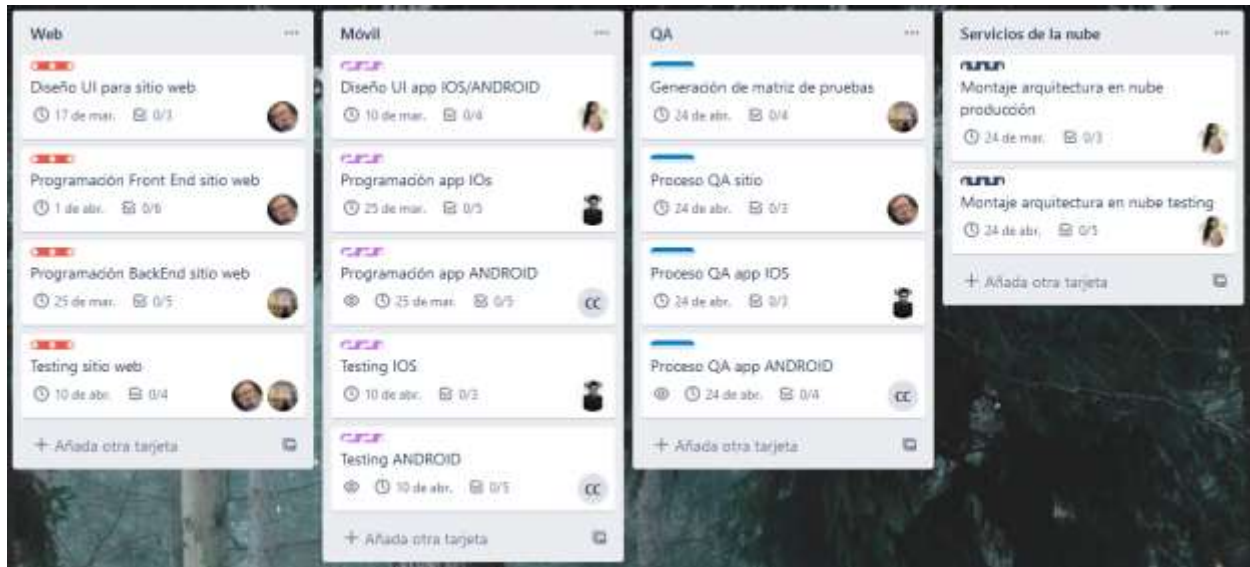 Web
Diseño UI para sitio web
17 de mar. 0/3
Programación Front End sitio web
1 de abr. 0/6
Programación BackEnd sitio web
25 de mar. 0/5
Testing sitio web
10 de abr. 0/4
+ Añada otra tarjeta
Móvil
Diseño UI app IOS/ANDROID
10 de mar. 0/4
Programación app IOs
25 de mar. 0/5
Programación app ANDROID
25 de mar. 0/5
CC
Testing IOS
10 de abr. 0/3
Testing ANDROID
10 de abr. 0/5
CC
+ Añada otra tarjeta
QA
Generación de matriz de pruebas
24 de abr. 0/4
Proceso QA sitio
24 de abr. 0/3
Proceso QA app IOS
24 de abr. 0/3
Proceso QA app ANDROID
24 de abr. 0/4
CC
+ Añada otra tarjeta
Servicios de la nube
Montaje arquitectura en nube
producción
24 de mar. 0/3
Montaje arquitectura en nube testing
24 de abr. 0/5
+ Añada otra tarjeta